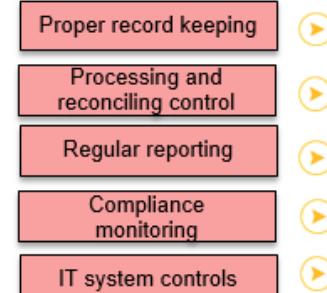 Proper record keeping
Processing and
reconciling control
Regular reporting
Compliance
monitoring
IT system controls